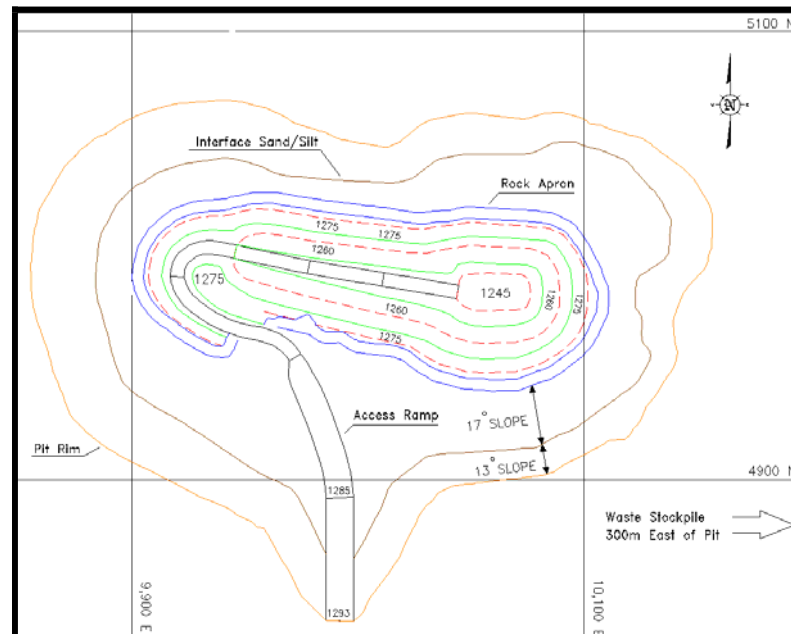 5100 N
N
Interface Sand/Silt
Rock Apron
1275
1275
1260
1275
1245
1260
1275
1260
1275
17° SLOPE
Access Ramp
Pit Rim
13° SLOPE
1285
4900 N
Waste Stockpile
300m East of Pit
9,900 E
10,100 E
1293